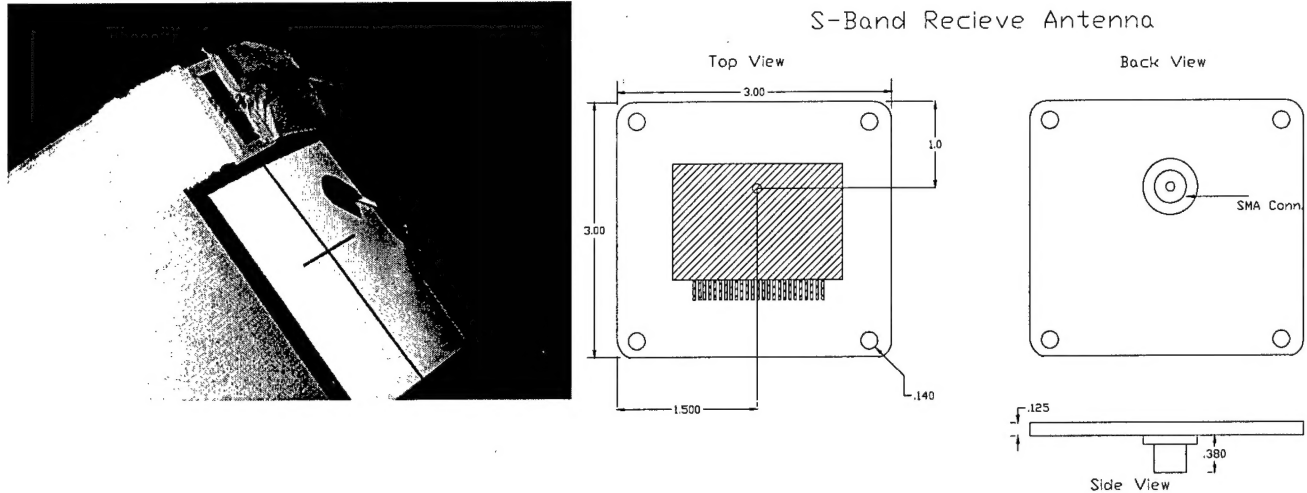 S-Band Recieve Antenna
Top View
Back View
3.00
1.0
3.00
SMA Conn.
.140
1.500
.125
.380
Side View